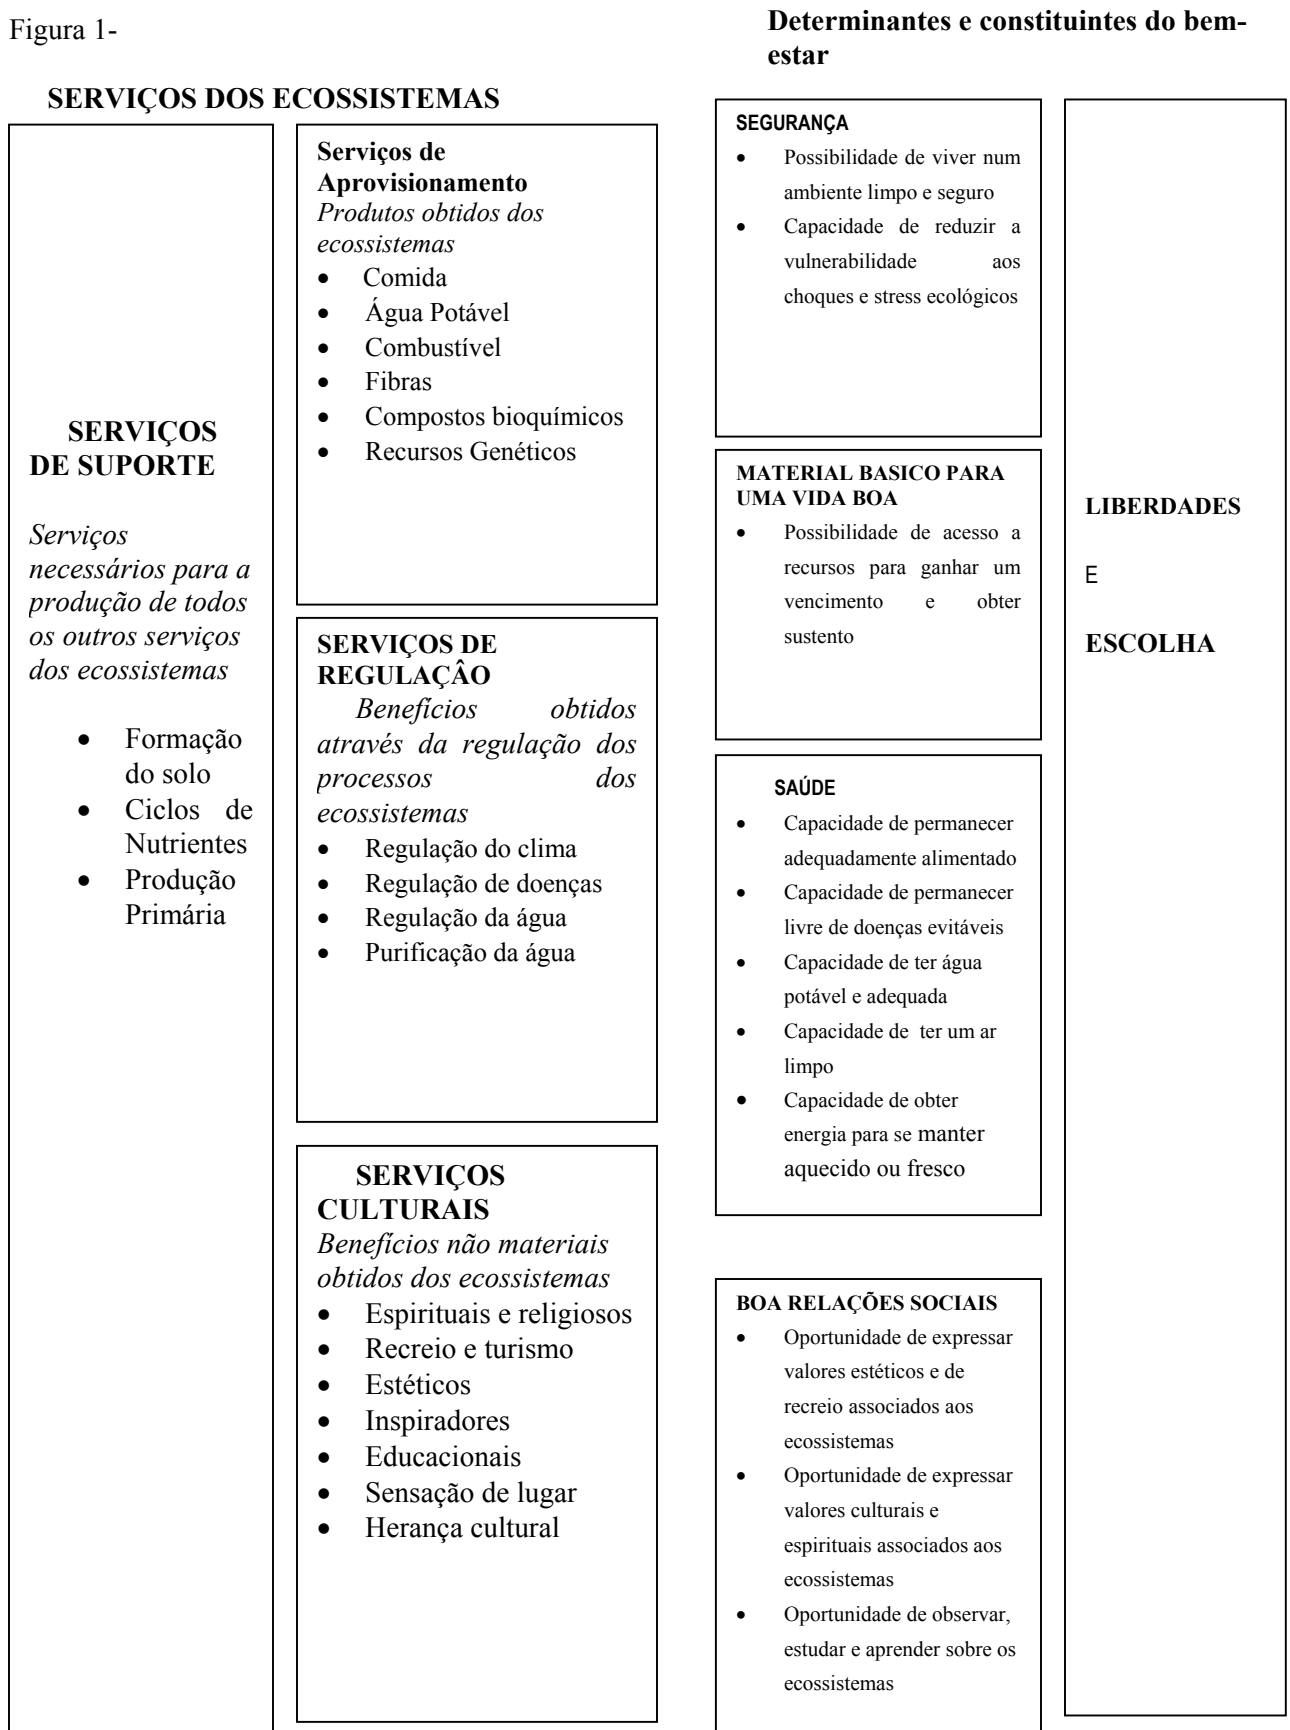 Figura 1-
SERVIÇOS DOS ECOSSISTEMAS
SERVIÇOS
DE SUPORTE
Serviços
necessários para a
produção de todos
os outros serviços
dos ecossistemas
• Formação
do solo
• Ciclos de
Nutrientes
• Produção
Primária
Serviços de
Aprovisionamento
Produtos obtidos dos
ecossistemas
• Comida
• Água Potável
• Combustível
• Fibras
• Compostos bioquímicos
• Recursos Genéticos
SERVIÇOS DE
REGULAÇÂO
Benefícios obtidos
através da regulação dos
processos dos
ecossistemas
• Regulação do clima
• Regulação de doenças
• Regulação da água
• Purificação da água
SERVIÇOS
CULTURAIS
Benefícios não materiais
obtidos dos ecossistemas
• Espirituais e religiosos
• Recreio e turismo
• Estéticos
• Inspiradores
• Educacionais
• Sensação de lugar
• Herança cultural
Determinantes e constituintes do bem-
estar
SEGURANÇA
• Possibilidade de viver num
ambiente limpo e seguro
• Capacidade de reduzir a
vulnerabilidade aos
choques e stress ecológicos
MATERIAL BASICO PARA
UMA VIDA BOA
• Possibilidade de acesso a
recursos para ganhar um
vencimento e obter
sustento
SAÚDE
• Capacidade de permanecer
adequadamente alimentado
• Capacidade de permanecer
livre de doenças evitáveis
• Capacidade de ter água
potável e adequada
• Capacidade de ter um ar
limpo
• Capacidade de obter
energia para se manter
aquecido ou fresco
BOA RELAÇÕES SOCIAIS
• Oportunidade de expressar
valores estéticos e de
recreio associados aos
ecossistemas
• Oportunidade de expressar
valores culturais e
espirituais associados aos
ecossistemas
• Oportunidade de observar,
estudar e aprender sobre os
ecossistemas
LIBERDADES
E
ESCOLHA